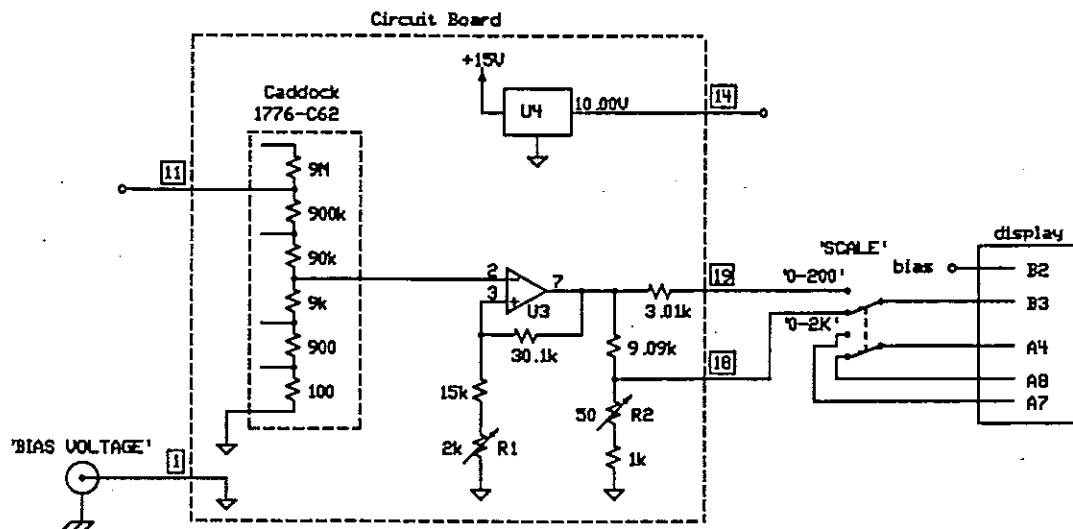 Circuit Board
+15V
Caddock
1776-C62
U4
10.00V
14
11
9M
900k
90k
9k
900
100
2
3
7
U3
30.1k
3.01k
19
9.09k
18
15k
2k
R1
50
R2
1k
'SCALE'
'0-200'
'0-2K'
bias
display
B2
B3
A4
A8
A7
'BIAS VOLTAGE'
1